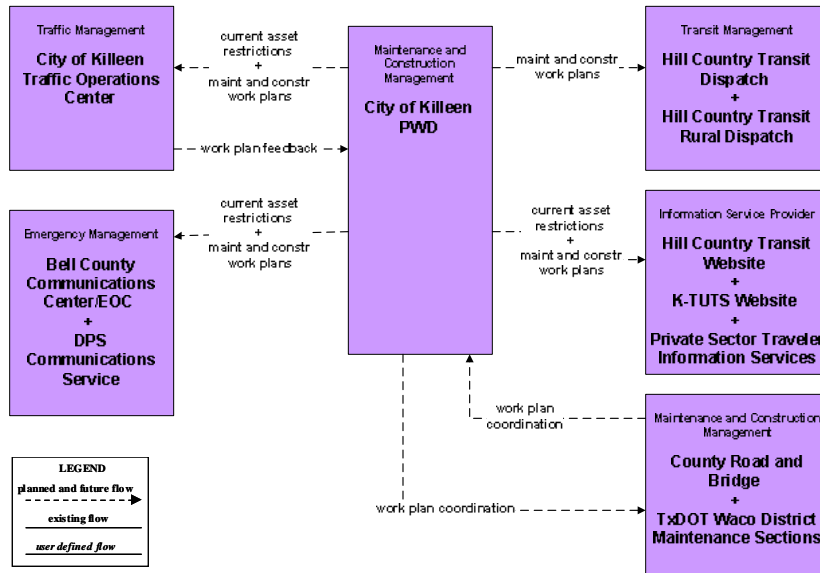 Traffic Management
City of Killeen
Traffic Operations
Center
current asset
restrictions
+
maint and constr
work plans
work plan feedback
Maintenance and
Construction
Management
City of Killeen
PWD
maint and constr
work plans
Transit Management
Hill Country Transit
Dispatch
+
Hill Country Transit
Rural Dispatch
Emergency Management
Bell County
Communications
Center/EOC
+
DPS
Communications
Service
current asset
restrictions
+
maint and constr
work plans
current asset
restrictions
+
maint and constr
work plans
Information Service Provider
Hill Country Transit
Website
+
K-TUTS Website
+
Private Sector Traveler
Information Services
work plan
coordination
work plan coordination
Maintenance and Construction
Management
County Road and
Bridge
+
TxDOT Waco District
Maintenance Sections
LEGEND
planned and future flow
existing flow
user defined flow